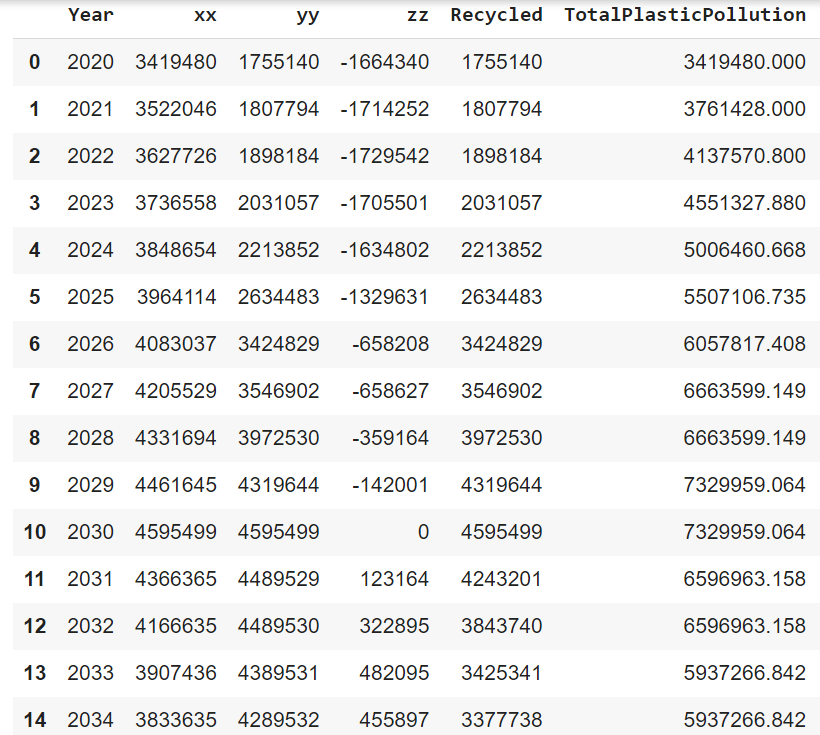 Year xx yy zz Recycled TotalPlasticPollution
0 2020 3419480 1755140 -1664340 1755140 3419480.000
1 2021 3522046 1807794 -1714252 1807794 3761428.000
2 2022 3627726 1898184 -1729542 1898184 4137570.800
3 2023 3736558 2031057 -1705501 2031057 4551327.880
4 2024 3848654 2213852 -1634802 2213852 5006460.668
5 2025 3964114 2634483 -1329631 2634483 5507106.735
6 2026 4083037 3424829 -658208 3424829 6057817.408
7 2027 4205529 3546902 -658627 3546902 6663599.149
8 2028 4331694 3972530 -359164 3972530 6663599.149
9 2029 4461645 4319644 -142001 4319644 7329959.064
10 2030 4595499 4595499 0 4595499 7329959.064
11 2031 4366365 4489529 123164 4243201 6596963.158
12 2032 4166635 4489530 322895 3843740 6596963.158
13 2033 3907436 4389531 482095 3425341 5937266.842
14 2034 3833635 4289532 455897 3377738 5937266.842